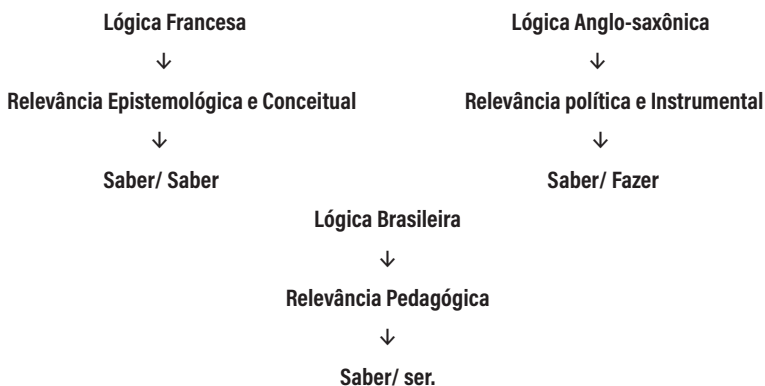 Lógica Francesa
Lógica Anglo-saxônica
↓
↓
Relevância Epistemológica e Conceitual
Relevância política e Instrumental
↓
↓
Saber/ Saber
Saber/ Fazer
Lógica Brasileira
↓
Relevância Pedagógica
↓
Saber/ ser.